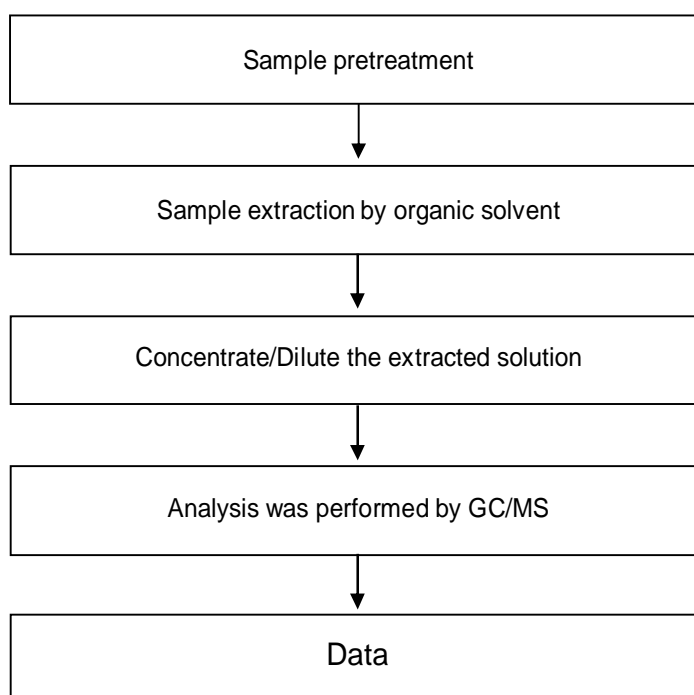 Sample pretreatment
Sample extraction by organic solvent
Concentrate/Dilute the extracted solution
Analysis was performed by GC/MS
Data